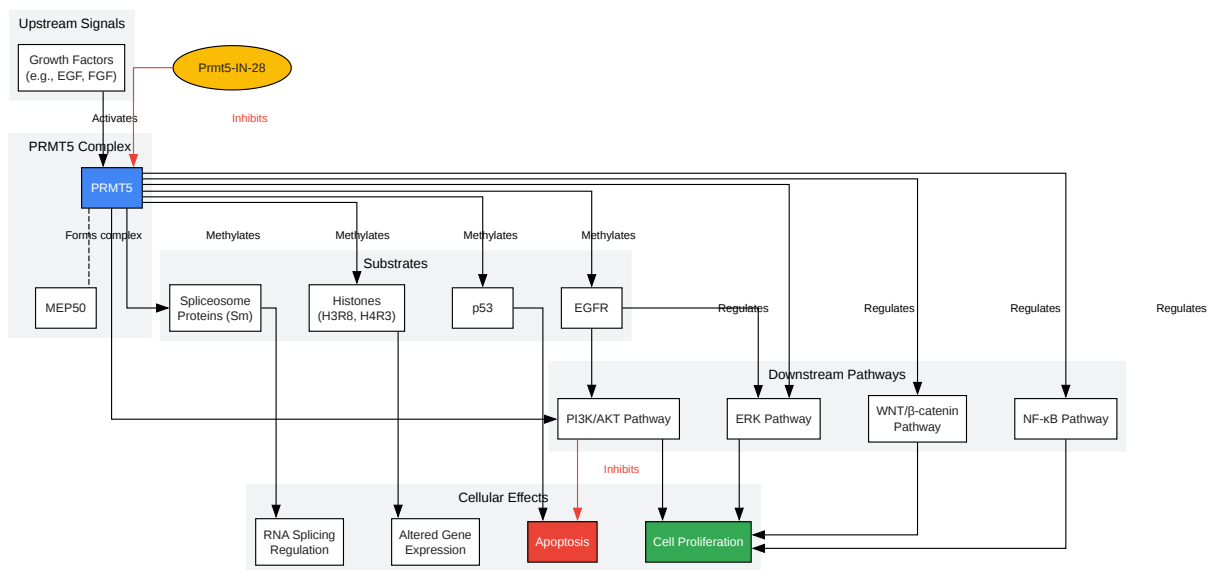 Upstream Signals
Growth Factors
(e.g., EGF, FGF)
Prmt5-IN-28
Activates
Inhibits
PRMT5 Complex
PRMT5
Forms complex
Methylates
Methylates
Methylates
Methylates
Substrates
MEP50
Spliceosome
Proteins (Sm)
Histones
(H3R8, H4R3)
p53
EGFR
Regulates
Regulates
Regulates
Regulates
Downstream Pathways
PI3K/AKT Pathway
ERK Pathway
WNT/β-catenin
Pathway
NF-κB Pathway
Inhibits
Cellular Effects
RNA Splicing
Regulation
Altered Gene
Expression
Apoptosis
Cell Proliferation